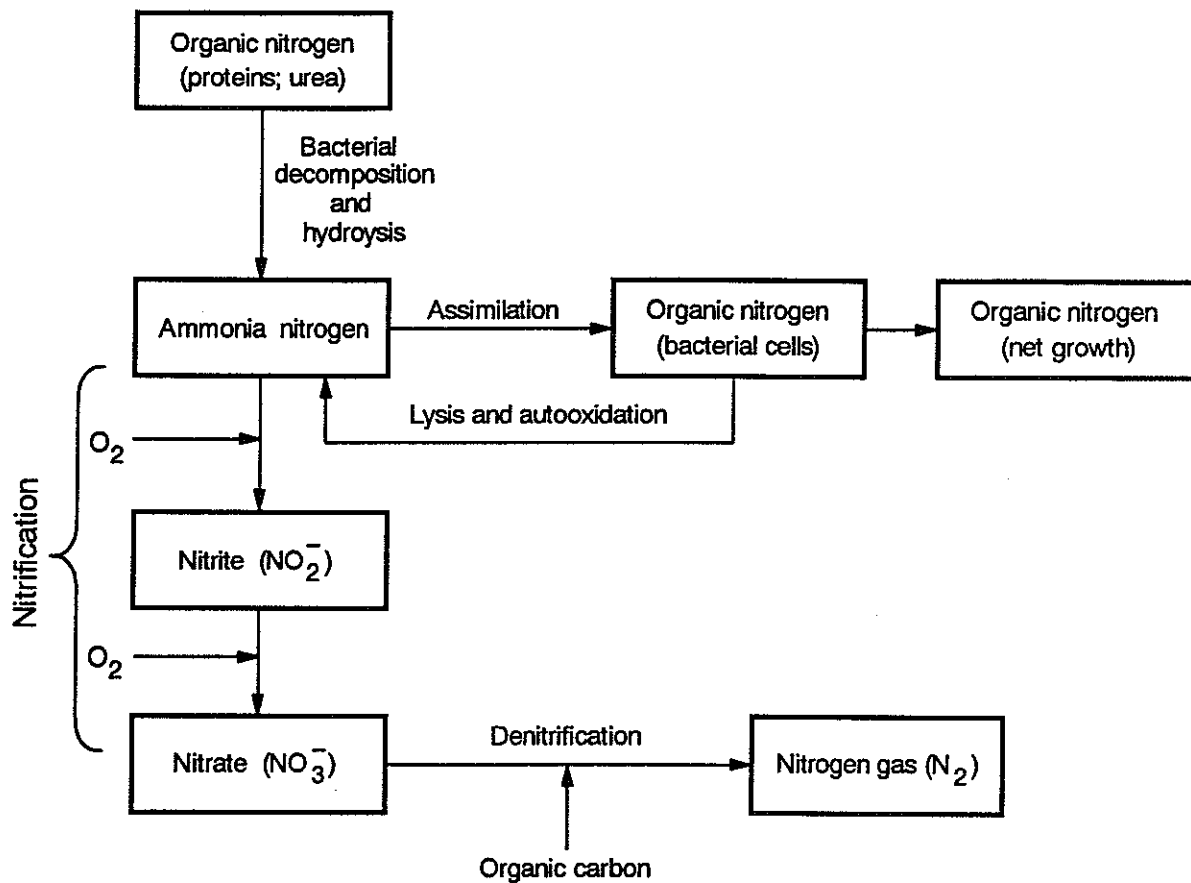 Organic nitrogen
(proteins; urea)
Bacterial
decomposition
and
hydroysis
Ammonia nitrogen
Assimilation
Organic nitrogen
(bacterial cells)
Organic nitrogen
(net growth)
Lysis and autooxidation
O2
Nitrification
Nitrite (NO2−)
O2
Nitrate (NO3−)
Denitrification
Nitrogen gas (N2)
Organic carbon